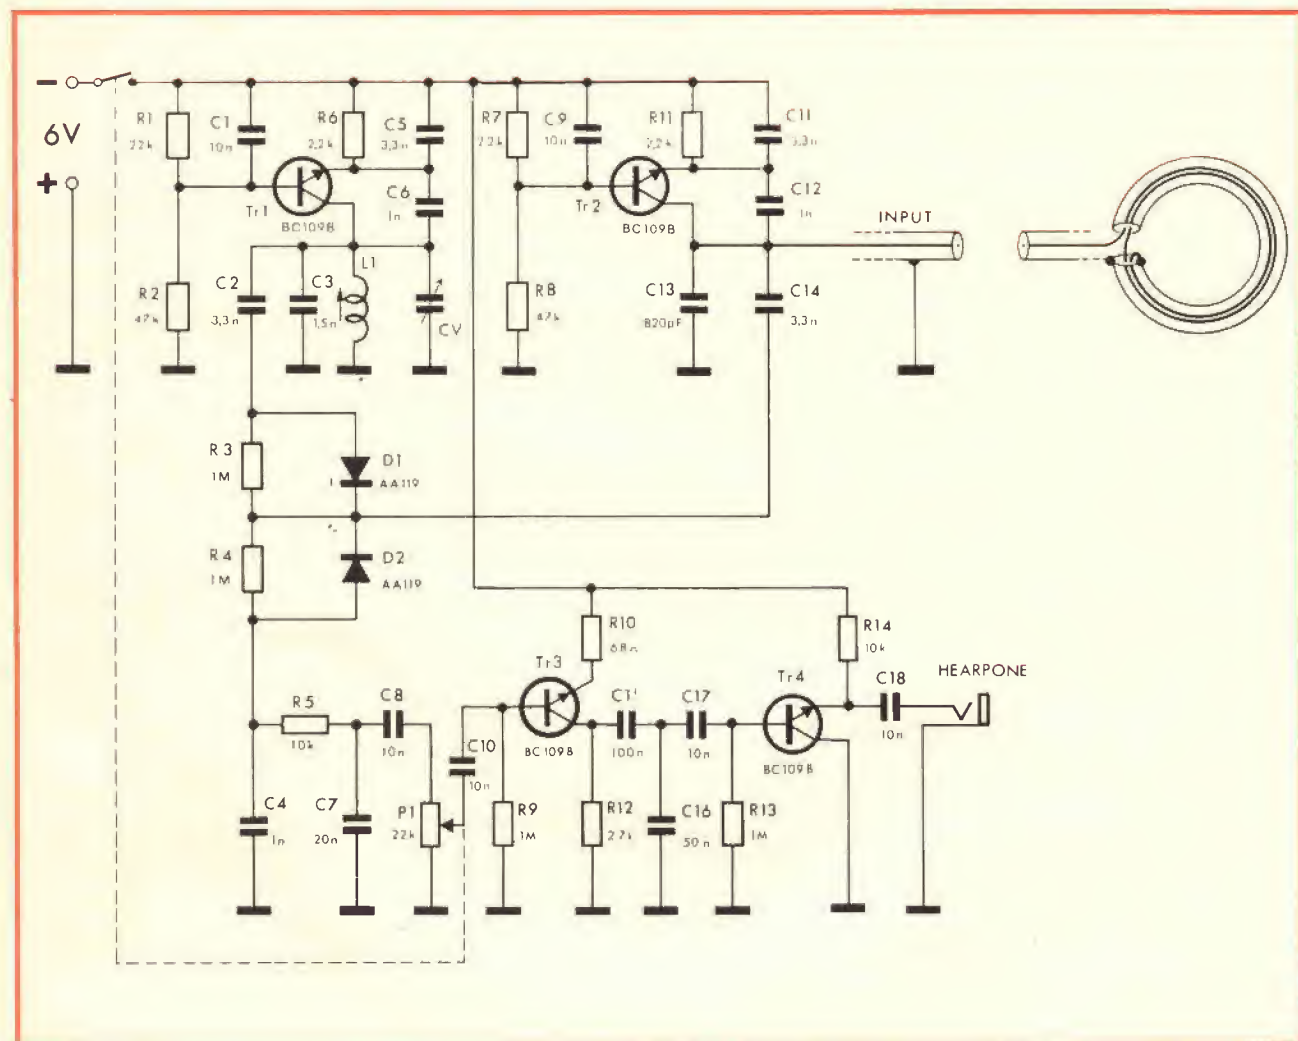 −
6V
+
R1
22k
C1
10n
R6
2,2k
C5
3,3n
Tr1
BC109B
C6
1n
R7
2,2k
C9
10n
R11
2,2k
C11
3,3n
Tr2
BC109B
C12
1n
INPUT
R2
47k
C2
3,3n
C3
1,5n
L1
CV
R8
47k
C13
820pF
C14
3,3n
R3
1M
D1
AA119
R4
1M
D2
AA119
R10
68n
R14
10k
Tr3
BC109B
Tr4
BC109B
C18
10n
HEARPONE
R5
10k
C8
10n
C10
10n
100n
C17
10n
C4
1n
C7
20n
P1
22k
R9
1M
R12
2.7k
C16
50n
R13
1M